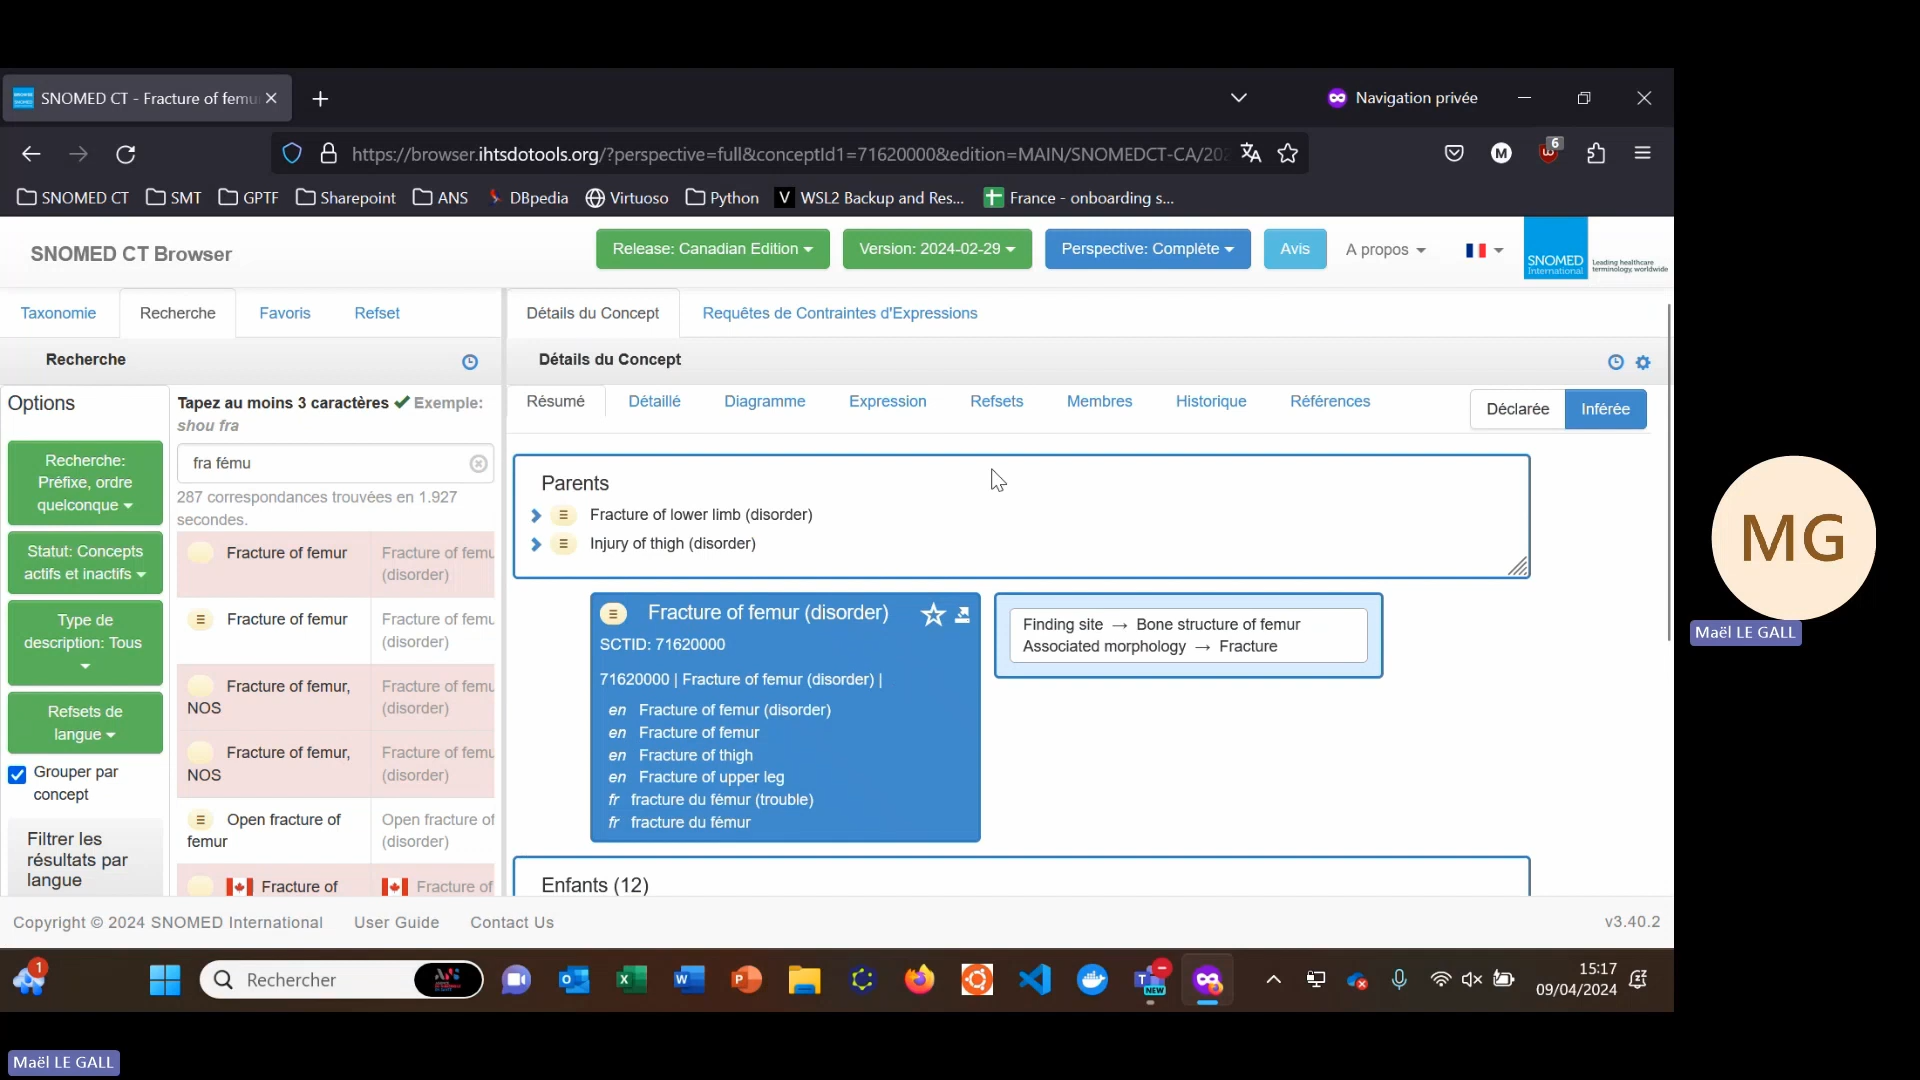 SNOMED CT - Fracture of femu
Navigation privée
https://browser.ihtsdotools.org/?perspective=full&conceptId1=71620000&edition=MAIN/SNOMEDCT-CA/202
M
6
SNOMED CT
SMT
GPTF
Sharepoint
ANS
DBpedia
Virtuoso
Python
V WSL2 Backup and Res...
France - onboarding s...
SNOMED CT Browser
Release: Canadian Edition
Version: 2024-02-29
Perspective: Complète
Avis
A propos
SNOMED
International
Leading healthcare
terminology, worldwide
Taxonomie
Recherche
Favoris
Refset
Détails du Concept
Requêtes de Contraintes d'Expressions
Recherche
Détails du Concept
Options
Recherche:
Préfixe, ordre
quelconque
Statut: Concepts
actifs et inactifs
Type de
description: Tous
Refsets de
langue
Grouper par
concept
Filtrer les
résultats par
langue
Tapez au moins 3 caractères Exemple:
shou fra
fra fému
287 correspondances trouvées en 1.927
secondes.
Fracture of femur
Fracture of femu
(disorder)
Fracture of femur
Fracture of femu
(disorder)
Fracture of femur,
NOS
Fracture of femu
(disorder)
Fracture of femur,
NOS
Fracture of femu
(disorder)
Open fracture of
femur
Open fracture of
(disorder)
Fracture of
Fracture of
Résumé
Détaillé
Diagramme
Expression
Refsets
Membres
Historique
Références
Déclarée
Inférée
Parents
Fracture of lower limb (disorder)
Injury of thigh (disorder)
Fracture of femur (disorder)
SCTID: 71620000
71620000 | Fracture of femur (disorder) |
en Fracture of femur (disorder)
en Fracture of femur
en Fracture of thigh
en Fracture of upper leg
fr fracture du fémur (trouble)
fr fracture du fémur
Finding site → Bone structure of femur
Associated morphology → Fracture
Enfants (12)
Copyright © 2024 SNOMED International
User Guide
Contact Us
v3.40.2
1
Rechercher
NEW
15:17
09/04/2024
MG
Maël LE GALL
Maël LE GALL